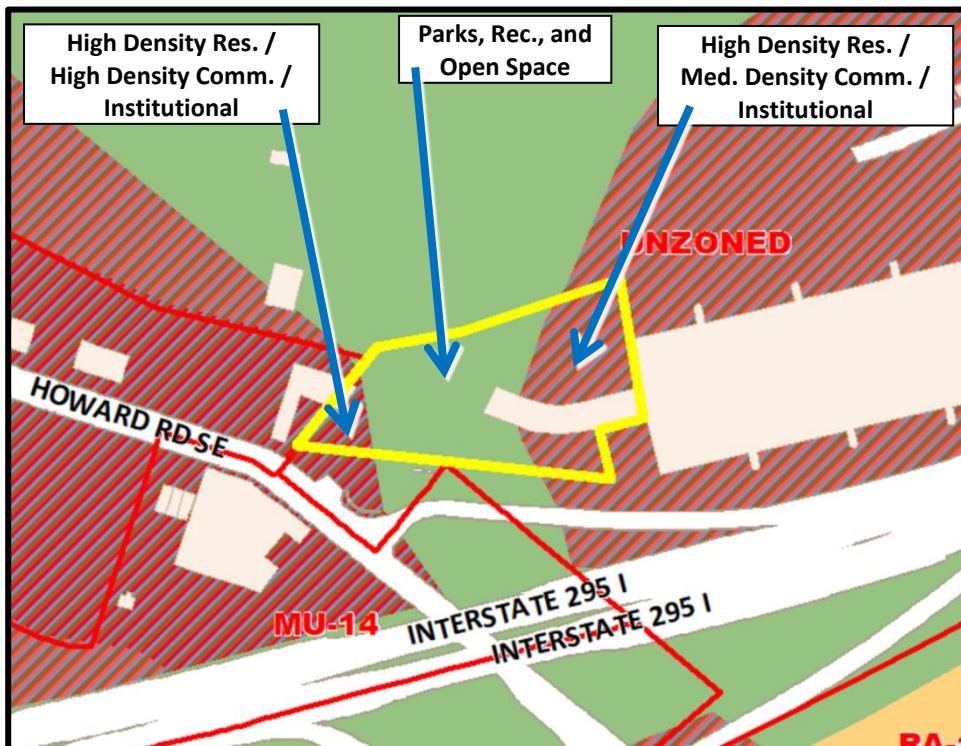 High Density Res. /
High Density Comm. /
Institutional
Parks, Rec., and
Open Space
High Density Res. /
Med. Density Comm. /
Institutional
UNZONED
HOWARD RD SE
MU-14
INTERSTATE 295 I
INTERSTATE 295 I